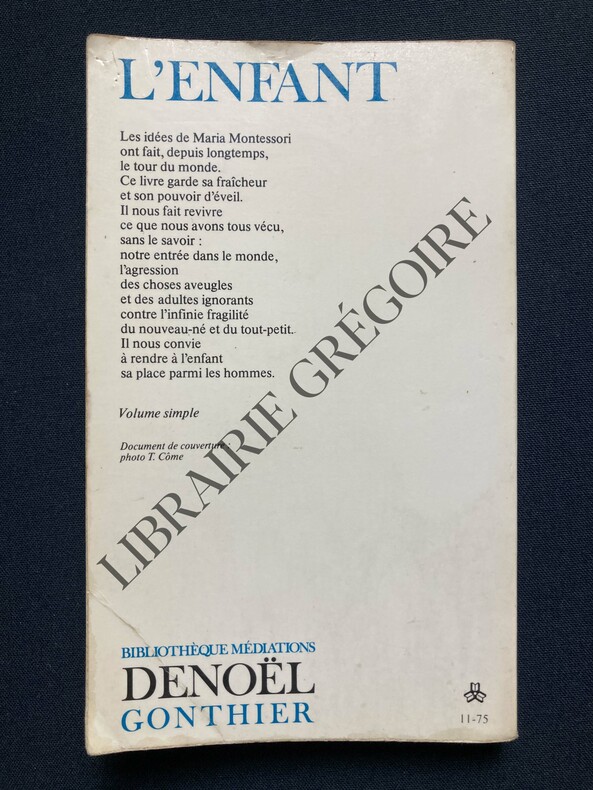 L'ENFANT
Les idées de Maria Montessori
ont fait, depuis longtemps,
le tour du monde.
Ce livre garde sa fraîcheur
et son pouvoir d'éveil.
Il nous fait revivre
ce que nous avons tous vécu,
sans le savoir :
notre entrée dans le monde,
l'agression
des choses aveugles
et des adultes ignorants
contre l'infinie fragilité
du nouveau-né et du tout-petit.
Il nous convie
à rendre à l'enfant
sa place parmi les hommes.
Volume simple
Document de couverture :
photo T. Côme
LIBRAIRIE GRÉGOIRE
BIBLIOTHÈQUE MÉDIATIONS
DENOËL
GONTHIER
11-75